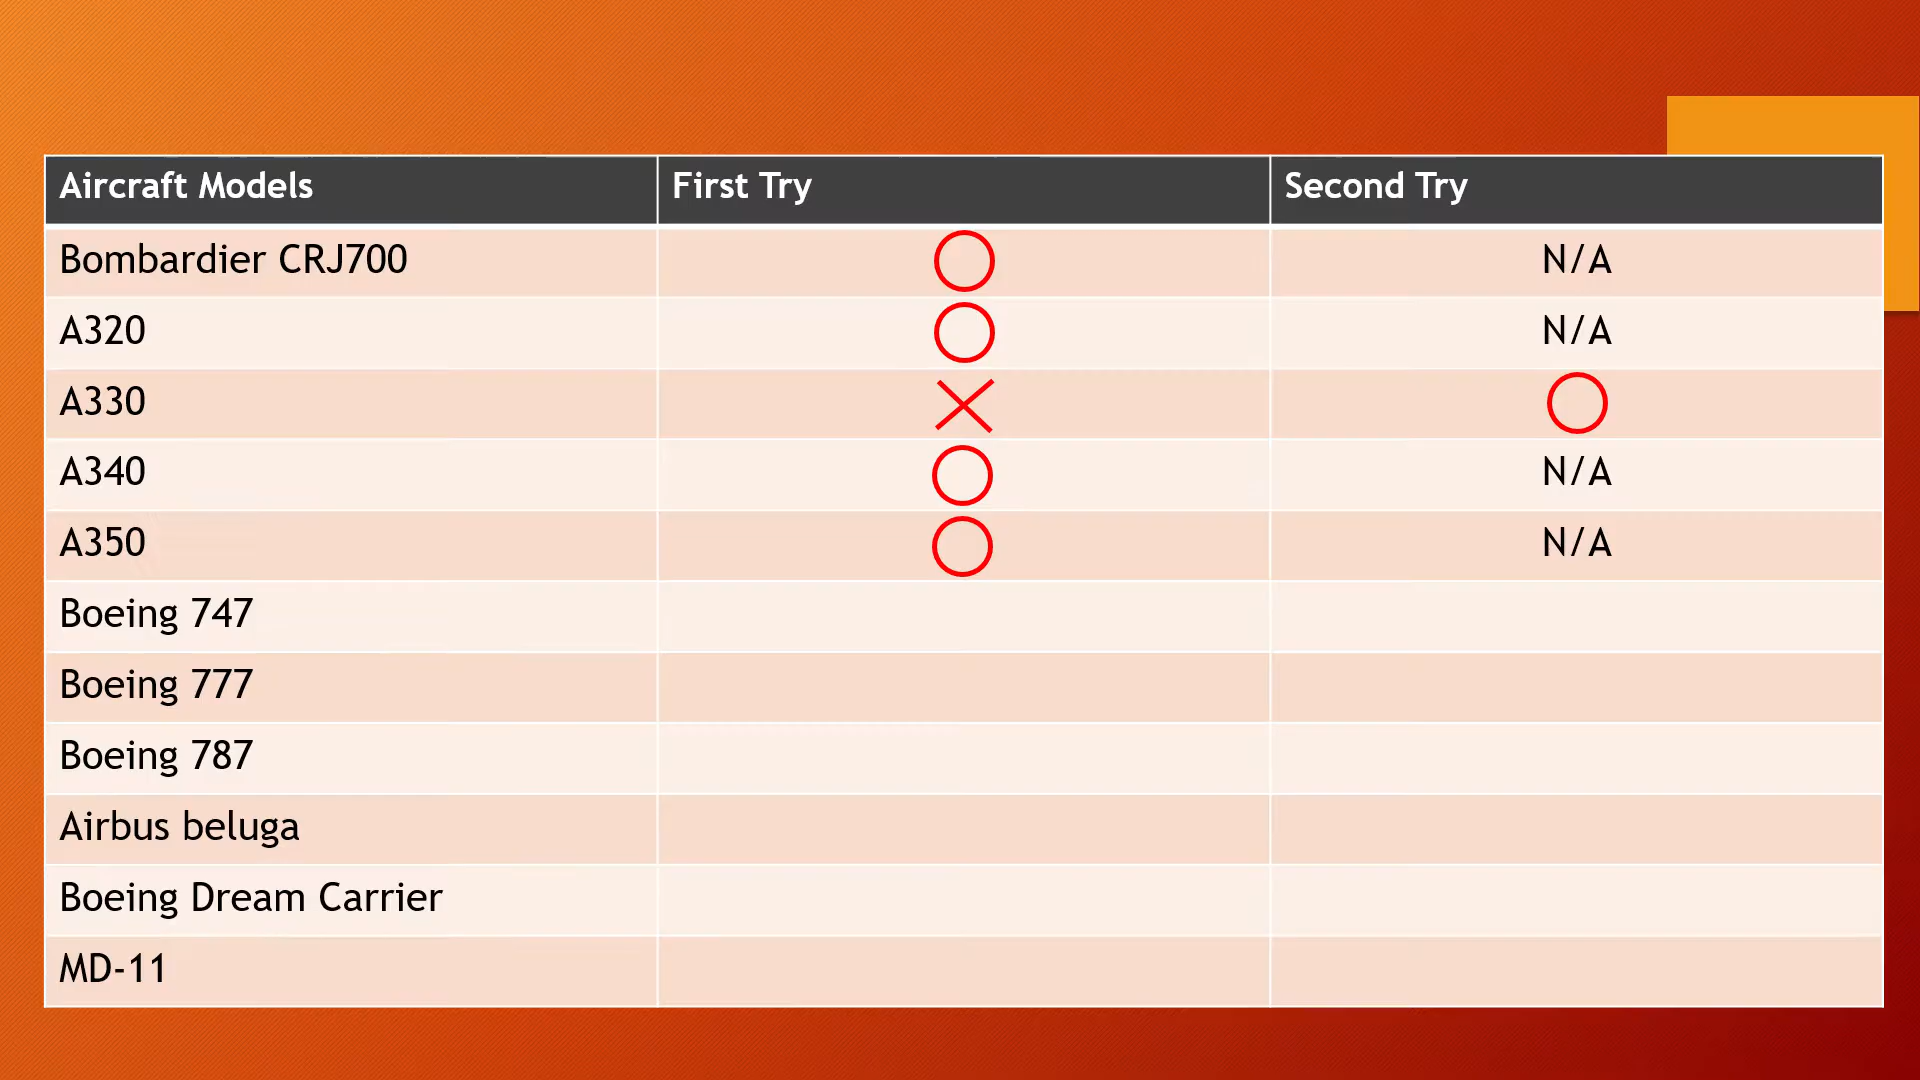 Aircraft Models First Try Second Try
Bombardier CRJ700 N/A
A320 N/A
A330
A340 N/A
A350 N/A
Boeing 747
Boeing 777
Boeing 787
Airbus beluga
Boeing Dream Carrier
MD-11